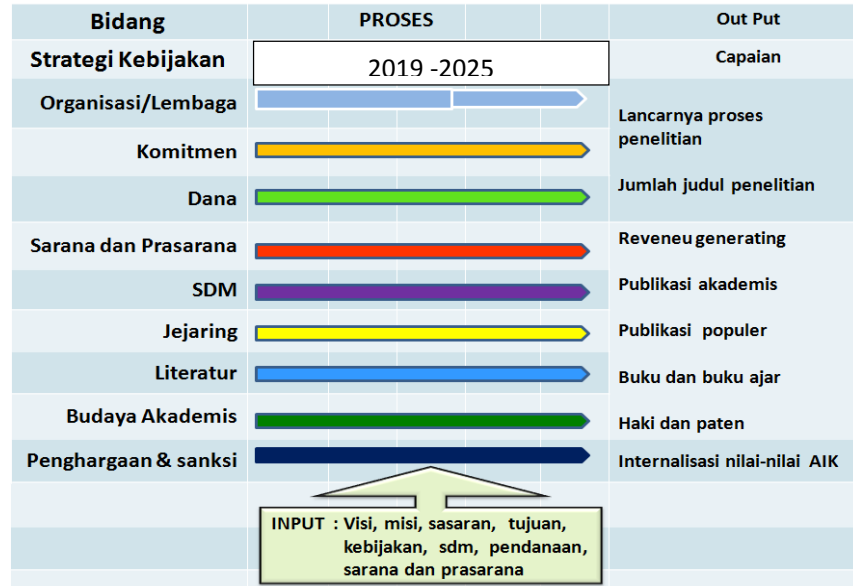 Bidang PROSES Out Put
Strategi Kebijakan 2019 -2025 Capaian
Organisasi/Lembaga
Lancarnya proses
penelitian
Komitmen
Dana
Jumlah judul penelitian
Sarana dan Prasarana
Reveneu generating
SDM
Publikasi akademis
Jejaring
Publikasi populer
Literatur
Buku dan buku ajar
Budaya Akademis
Haki dan paten
Penghargaan & sanksi
Internalisasi nilai-nilai AIK
INPUT : Visi, misi, sasaran, tujuan,
kebijakan, sdm, pendanaan,
sarana dan prasarana